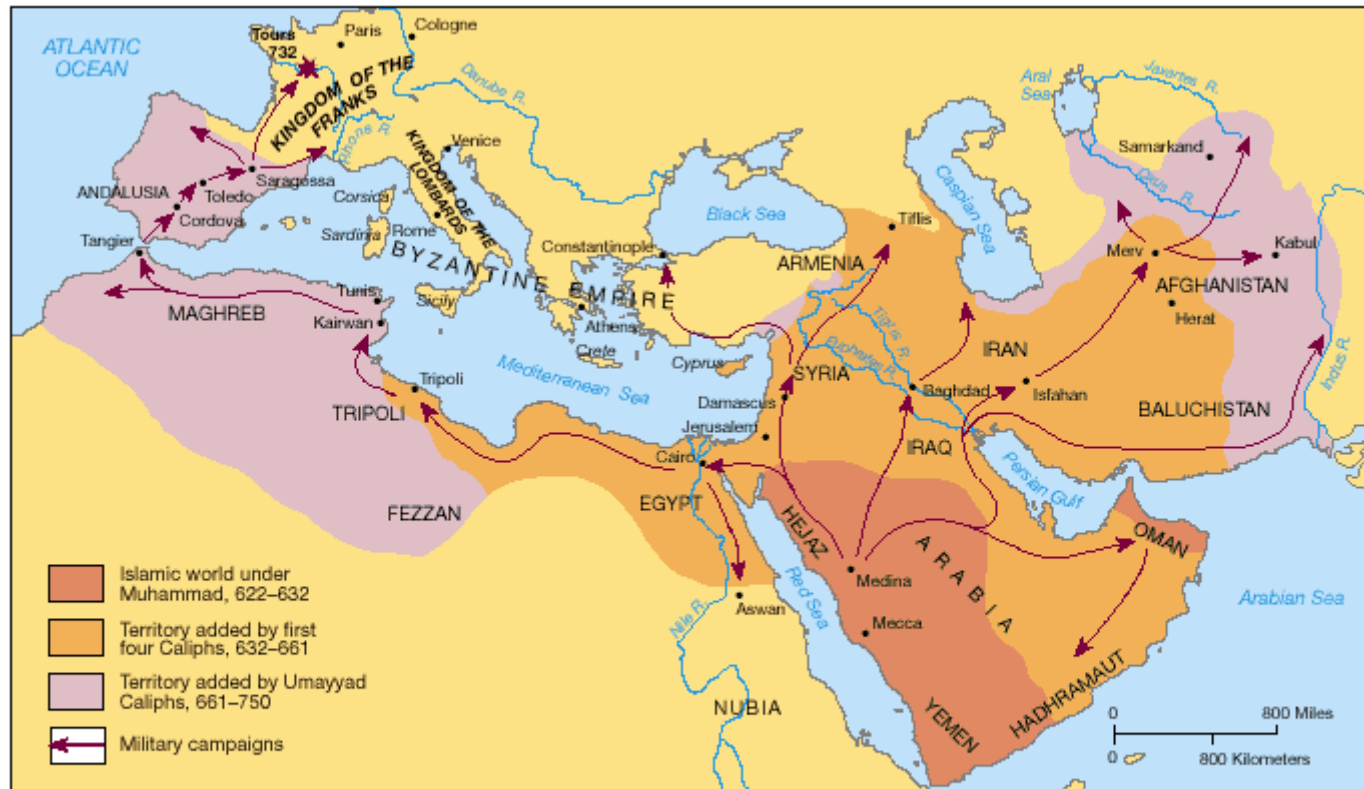 ATLANTIC
OCEAN
Tours
732
Paris
Cologne
KINGDOM OF THE
FRANKS
Danube R.
Rhone R.
Venice
KINGDOM OF THE
LOMBARDS
ANDALUSIA
Toledo
Saragossa
Cordova
Tangier
Corsica
Sardinia
Rome
BYZANTINE EMPIRE
Sicily
Athens
Crete
Cyprus
Constantinople
Black Sea
Caspian Sea
Aral
Sea
Jaxartes R.
Samarkand
Oxus R.
Tiflis
ARMENIA
Merv
Kabul
AFGHANISTAN
Herat
MAGHREB
Tunis
Kairwan
Tripoli
TRIPOLI
Mediterranean Sea
SYRIA
Tigris R.
Euphrates R.
Damascus
Jerusalem
Baghdad
IRAQ
IRAN
Isfahan
BALUCHISTAN
Indus R.
Cairo
EGYPT
FEZZAN
HEJAZ
ARABIA
Persian Gulf
OMAN
Medina
Mecca
Red Sea
Aswan
Nile R.
NUBIA
YEMEN
HADHRAMAUT
Arabian Sea
Islamic world under
Muhammad, 622–632
Territory added by first
four Caliphs, 632–661
Territory added by Umayyad
Caliphs, 661–750
Military campaigns
0 800 Miles
0 800 Kilometers